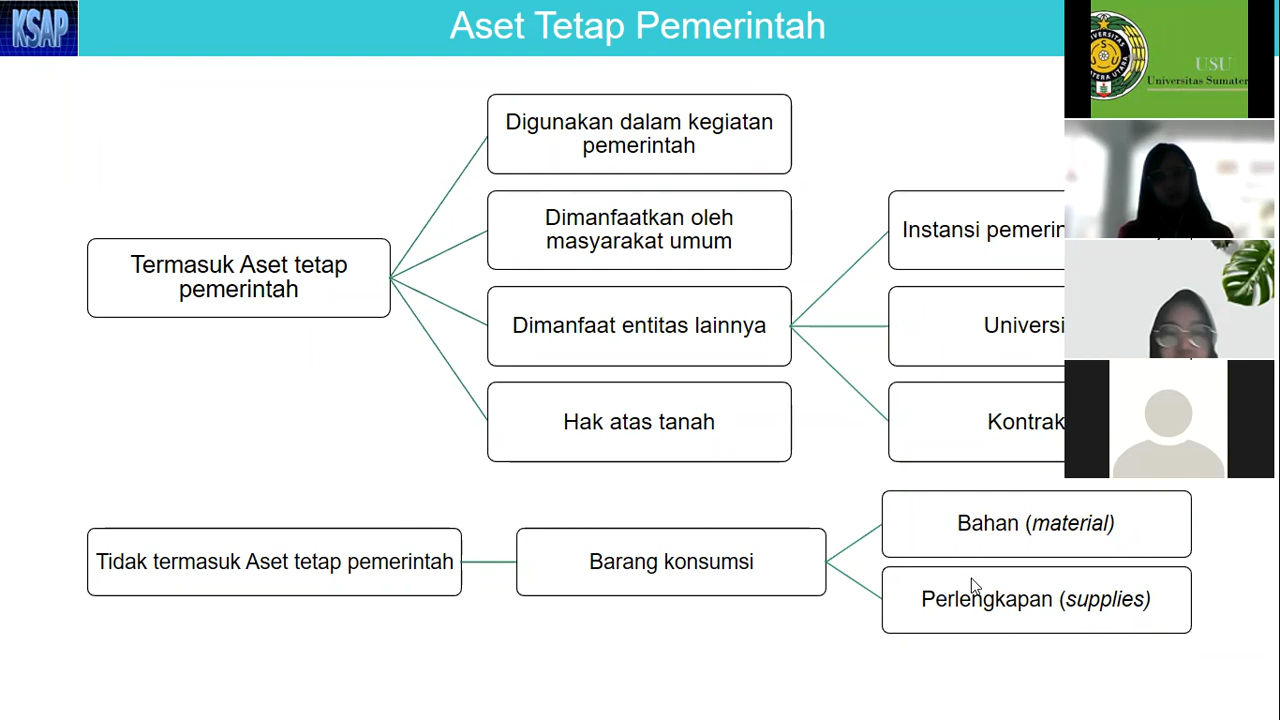 KSAP
Aset Tetap Pemerintah
USU
Universitas Sumater
Digunakan dalam kegiatan
pemerintah
Dimanfaatkan oleh
masyarakat umum
Termasuk Aset tetap
pemerintah
Dimanfaat entitas lainnya
Hak atas tanah
Instansi pemerin
Universi
Kontrak
Tidak termasuk Aset tetap pemerintah
Barang konsumsi
Bahan (material)
Perlengkapan (supplies)